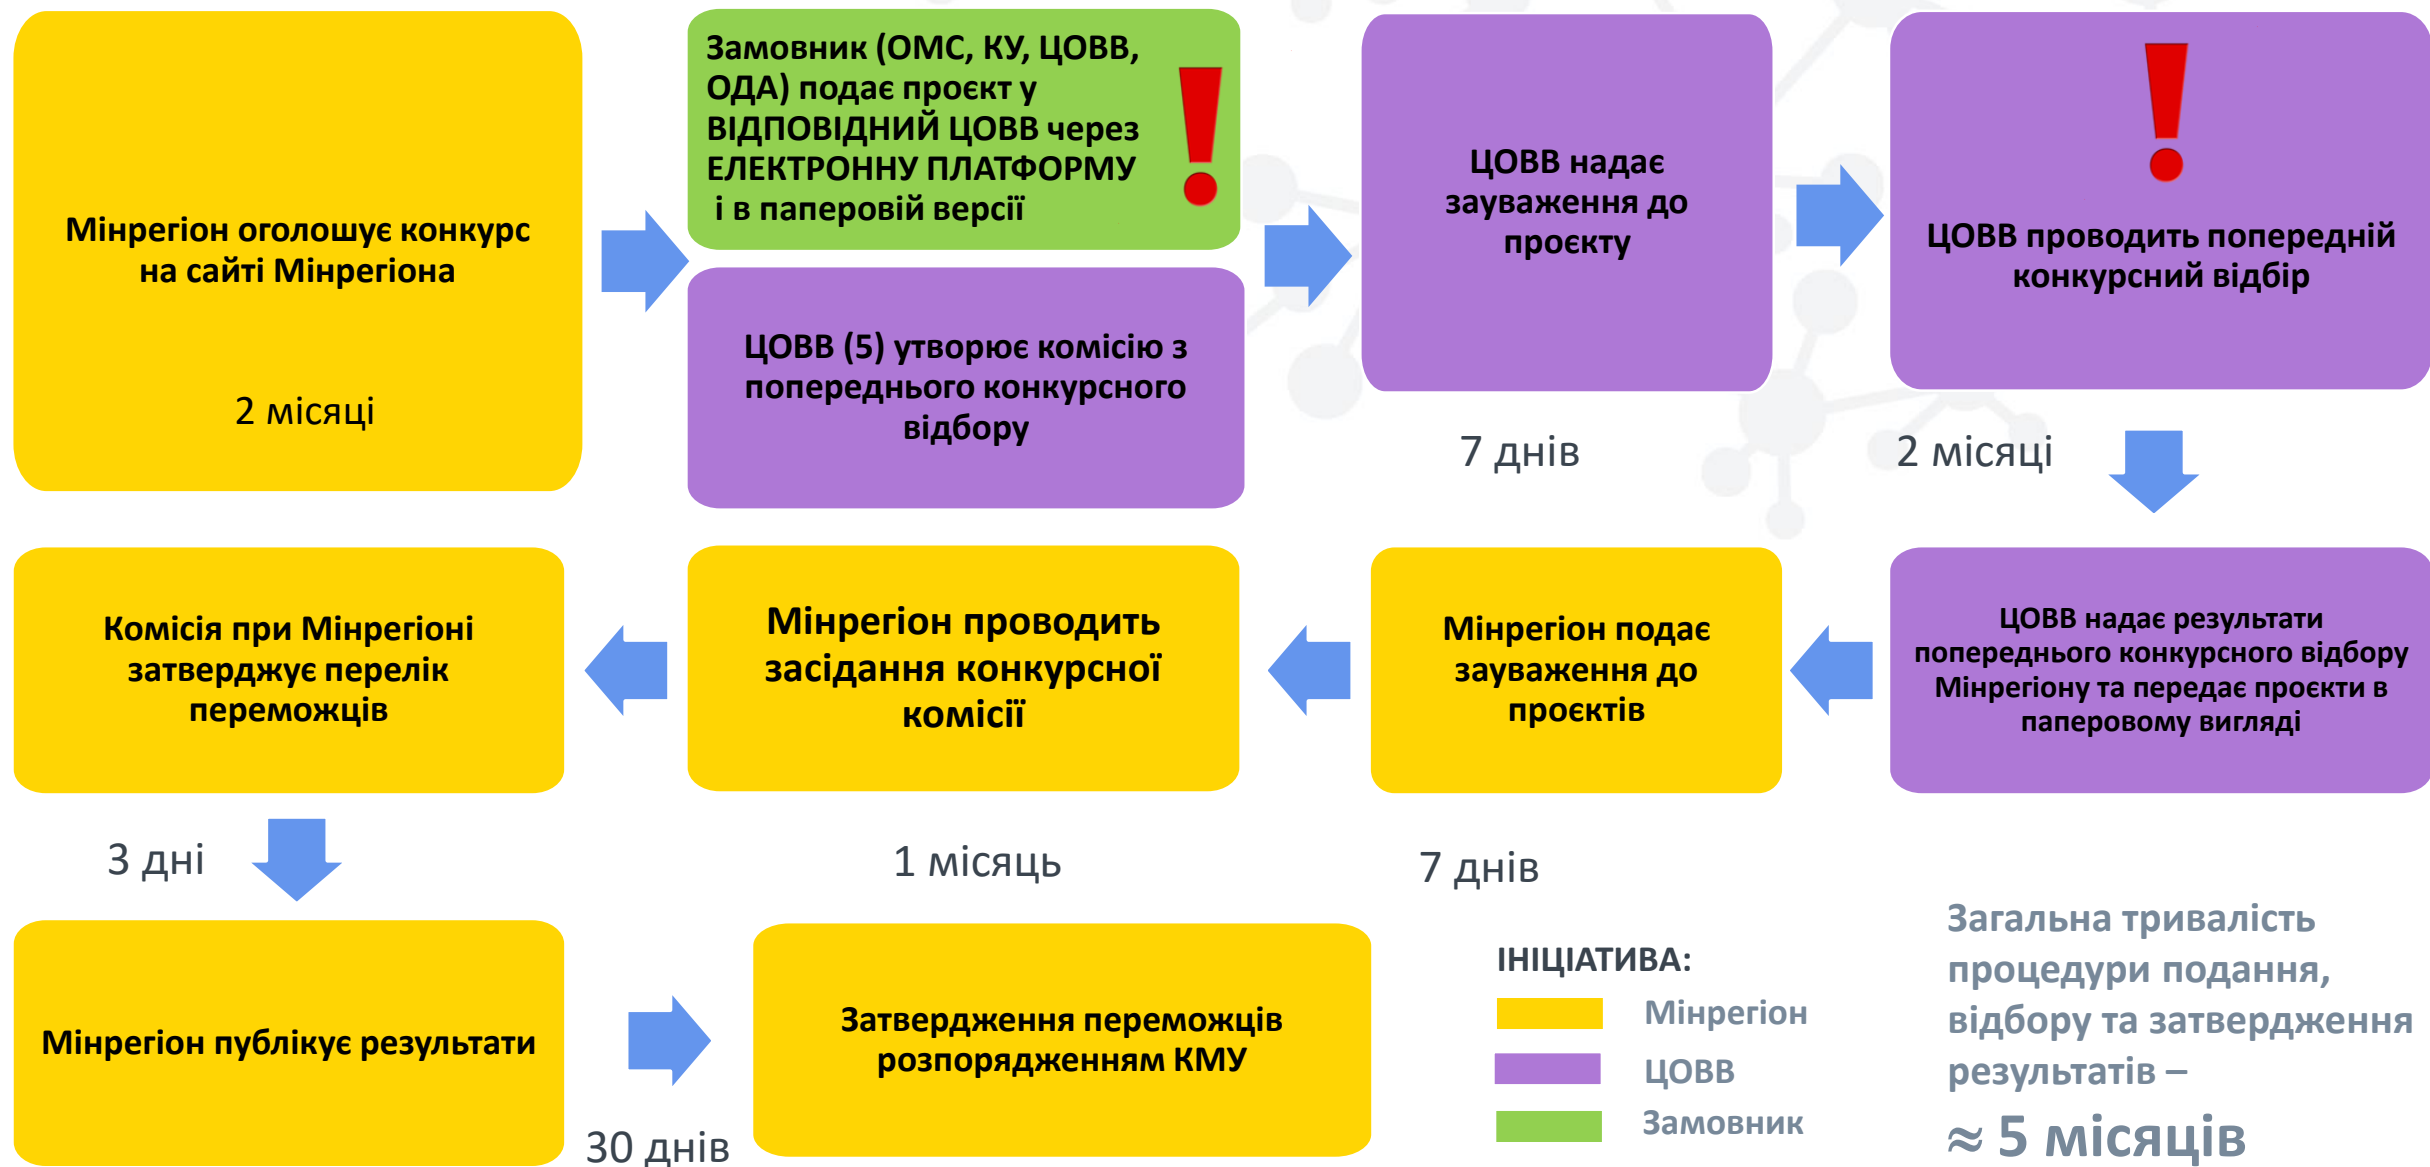 Мінрегіон оголошує конкурс
на сайті Мінрегіона
2 місяці
Замовник (ОМС, КУ, ЦОВВ,
ОДА) подає проєкт у
ВІДПОВІДНИЙ ЦОВВ через
ЕЛЕКТРОННУ ПЛАТФОРМУ
і в паперовій версії
ЦОВВ (5) утворює комісію з
попереднього конкурсного
відбору
ЦОВВ надає
зауваження до
проєкту
7 днів
ЦОВВ проводить попередній
конкурсний відбір
2 місяці
ЦОВВ надає результати
попереднього конкурсного відбору
Мінрегіону та передає проєкти в
паперовому вигляді
Мінрегіон подає
зауваження до
проєктів
7 днів
Мінрегіон проводить
засідання конкурсної
комісії
1 місяць
Комісія при Мінрегіоні
затверджує перелік
переможців
3 дні
Мінрегіон публікує результати
30 днів
Затвердження переможців
розпорядженням КМУ
ІНІЦІАТИВА:
Мінрегіон
ЦОВВ
Замовник
Загальна тривалість
процедури подання,
відбору та затвердження
результатів –
≈ 5 місяців